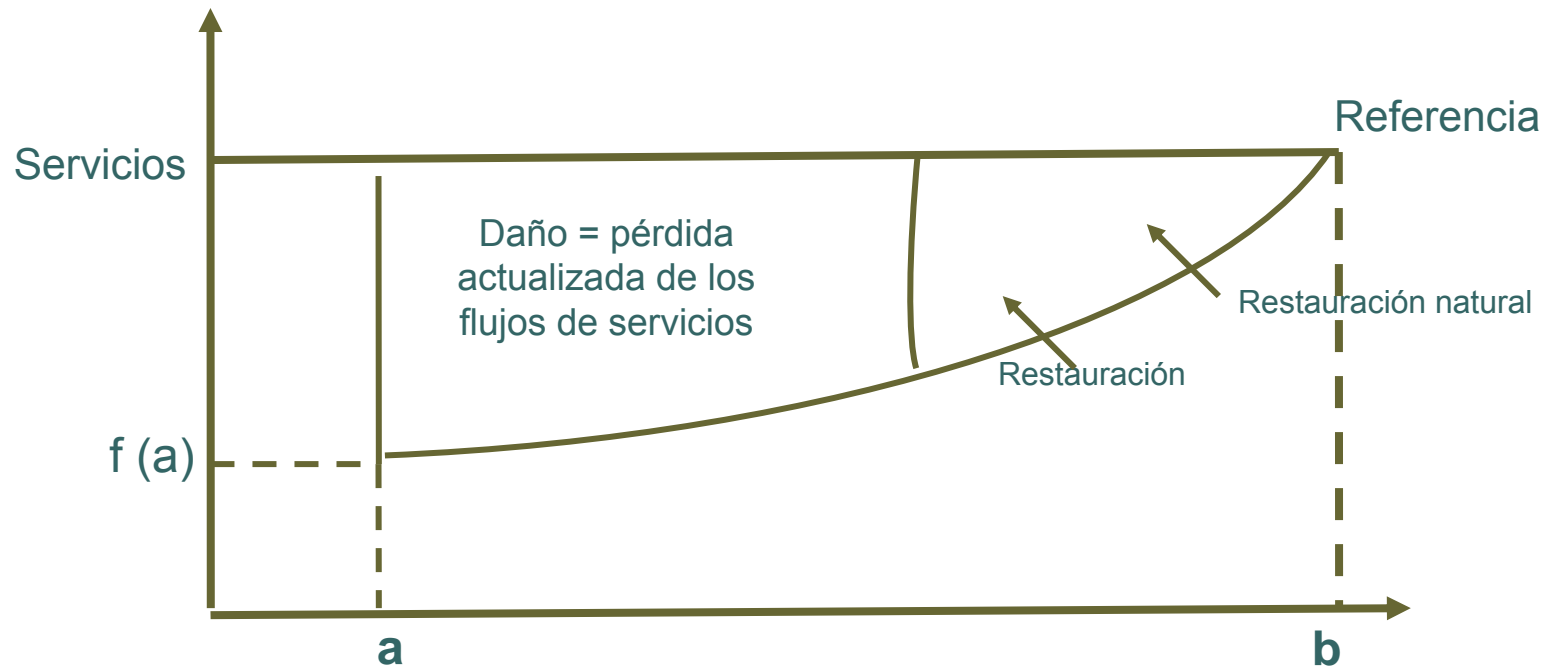 Referencia
Servicios
Daño = pérdida
actualizada de los
flujos de servicios
Restauración natural
Restauración
f (a)
a
b